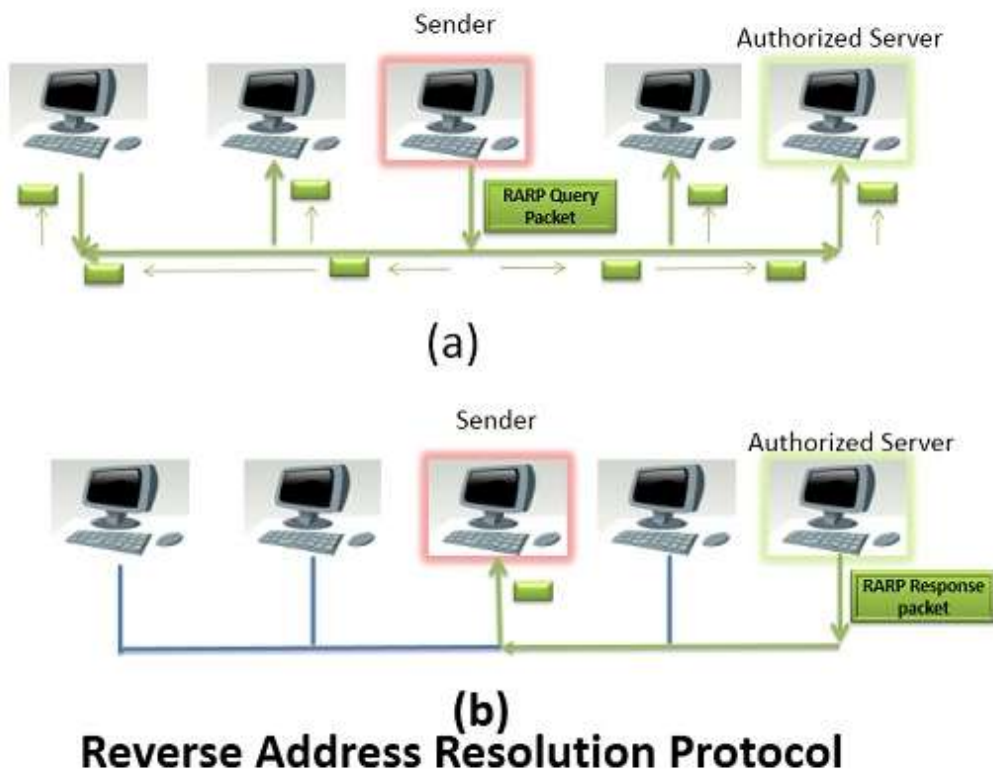 Sender
Authorized Server
RARP Query
Packet
(a)
Sender
Authorized Server
RARP Response
packet
(b)
Reverse Address Resolution Protocol